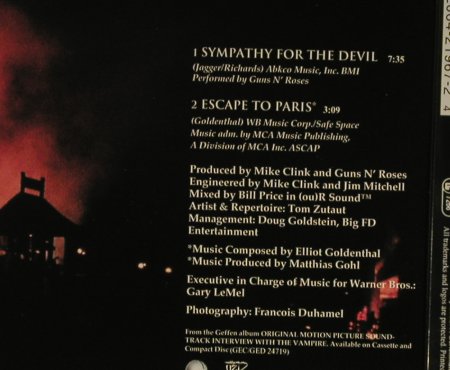 1 SYMPATHY FOR THE DEVIL 7:35
(Jagger/Richards) Abkco Music, Inc. BMI
Performed by Guns N' Roses
2 ESCAPE TO PARIS* 3:09
(Goldenthal) WB Music Corp./Safe Space
Music adm. by MCA Music Publishing,
A Division of MCA Inc. ASCAP
Produced by Mike Clink and Guns N' Roses
Engineered by Mike Clink and Jim Mitchell
Mixed by Bill Price in (ou)R Sound™
Artist & Repertoire: Tom Zutaut
Management: Doug Goldstein, Big FD
Entertainment
*Music Composed by Elliot Goldenthal
*Music Produced by Matthias Gohl
Executive in Charge of Music for Warner Bros.:
Gary LeMel
Photography: Francois Duhamel
From the Geffen album ORIGINAL MOTION PICTURE SOUND-
TRACK INTERVIEW WITH THE VAMPIRE. Available on Cassette and
Compact Disc (GEC/GED 24719)
All trademarks and logos are protected. Printed